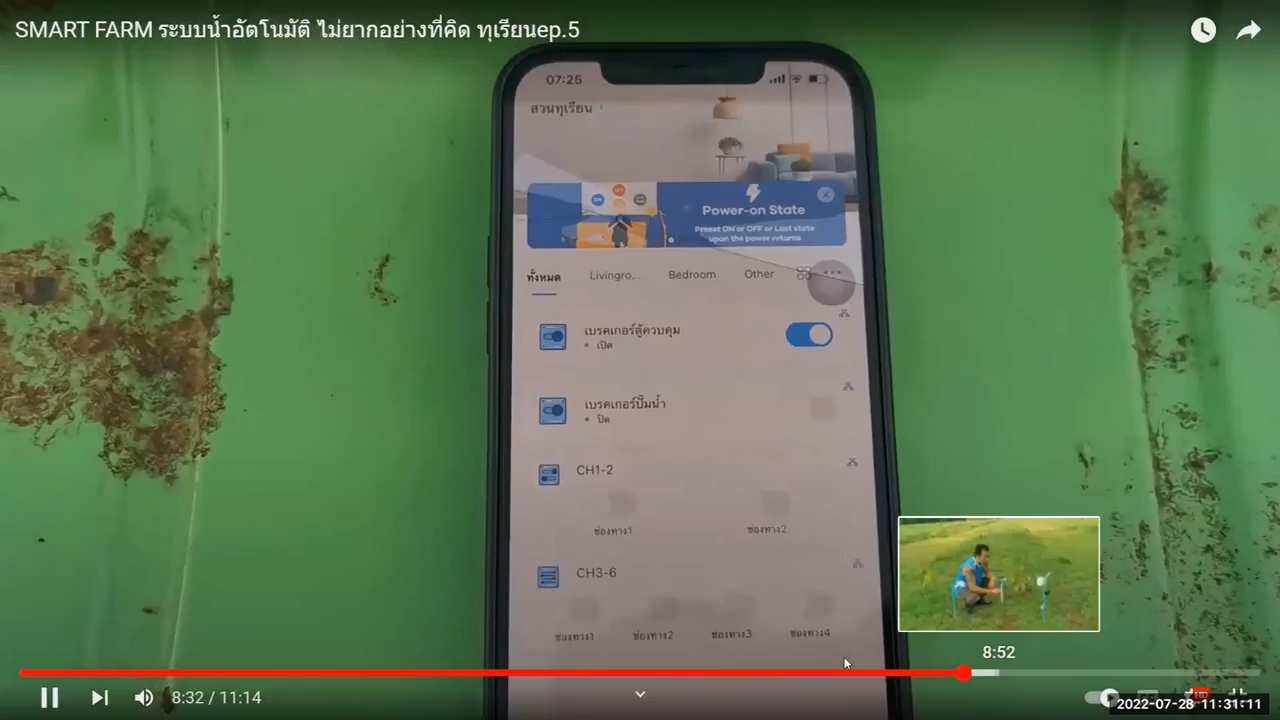 SMART FARM ระบบน้ำอัตโนมัติ ไม่ยากอย่างที่คิด ทุเรียนep.5
07:25
สวนทุเรียน
Power-on State
Preset ON or OFF or Last state
upon the power returns
ทั้งหมด Livingro... Bedroom Other
เบรคเกอร์ตู้ควบคุม
เปิด
เบรคเกอร์ปั๊มน้ำ
ปิด
CH1-2
ช่องทาง1 ช่องทาง2
CH3-6
ช่องทาง1 ช่องทาง2 ช่องทาง3 ช่องทาง4
8:52
8:32 / 11:14
HD
2022-07-28 11:31:11